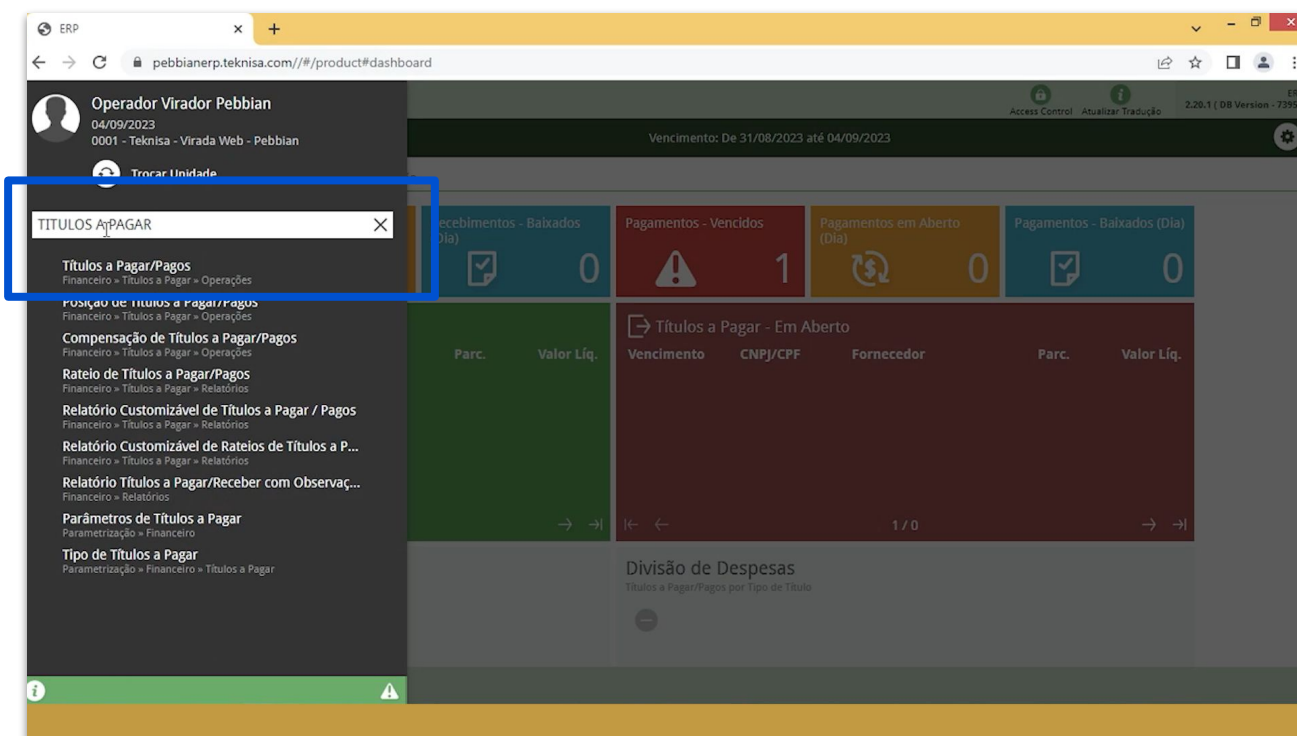 ERP
pebbianerp.teknisa.com//#/product#dashboard
Operador Virador Pebbian
04/09/2023
0001 - Teknisa - Virada Web - Pebbian
Trocar Unidade
TITULOS A PAGAR
Títulos a Pagar/Pagos
Financeiro » Títulos a Pagar » Operações
Posição de Títulos a Pagar/Pagos
Financeiro » Títulos a Pagar » Operações
Compensação de Títulos a Pagar/Pagos
Financeiro » Títulos a Pagar » Operações
Rateio de Títulos a Pagar/Pagos
Financeiro » Títulos a Pagar » Relatórios
Relatório Customizável de Títulos a Pagar / Pagos
Financeiro » Títulos a Pagar » Relatórios
Relatório Customizável de Rateios de Títulos a P...
Financeiro » Títulos a Pagar » Relatórios
Relatório Títulos a Pagar/Receber com Observaç...
Financeiro » Relatórios
Parâmetros de Títulos a Pagar
Parametrização » Financeiro
Tipo de Títulos a Pagar
Parametrização » Financeiro » Títulos a Pagar
Access Control Atualizar Tradução
ER
2.20.1 ( DB Version - 7395
Vencimento: De 31/08/2023 até 04/09/2023
ecebimentos - Baixados
Dia)
0
Pagamentos - Vencidos
1
Pagamentos em Aberto
(Dia)
0
Pagamentos - Baixados (Dia)
0
Parc. Valor Líq.
Títulos a Pagar - Em Aberto
Vencimento CNPJ/CPF Fornecedor Parc. Valor Líq.
1 / 0
Divisão de Despesas
Títulos a Pagar/Pagos por Tipo de Título